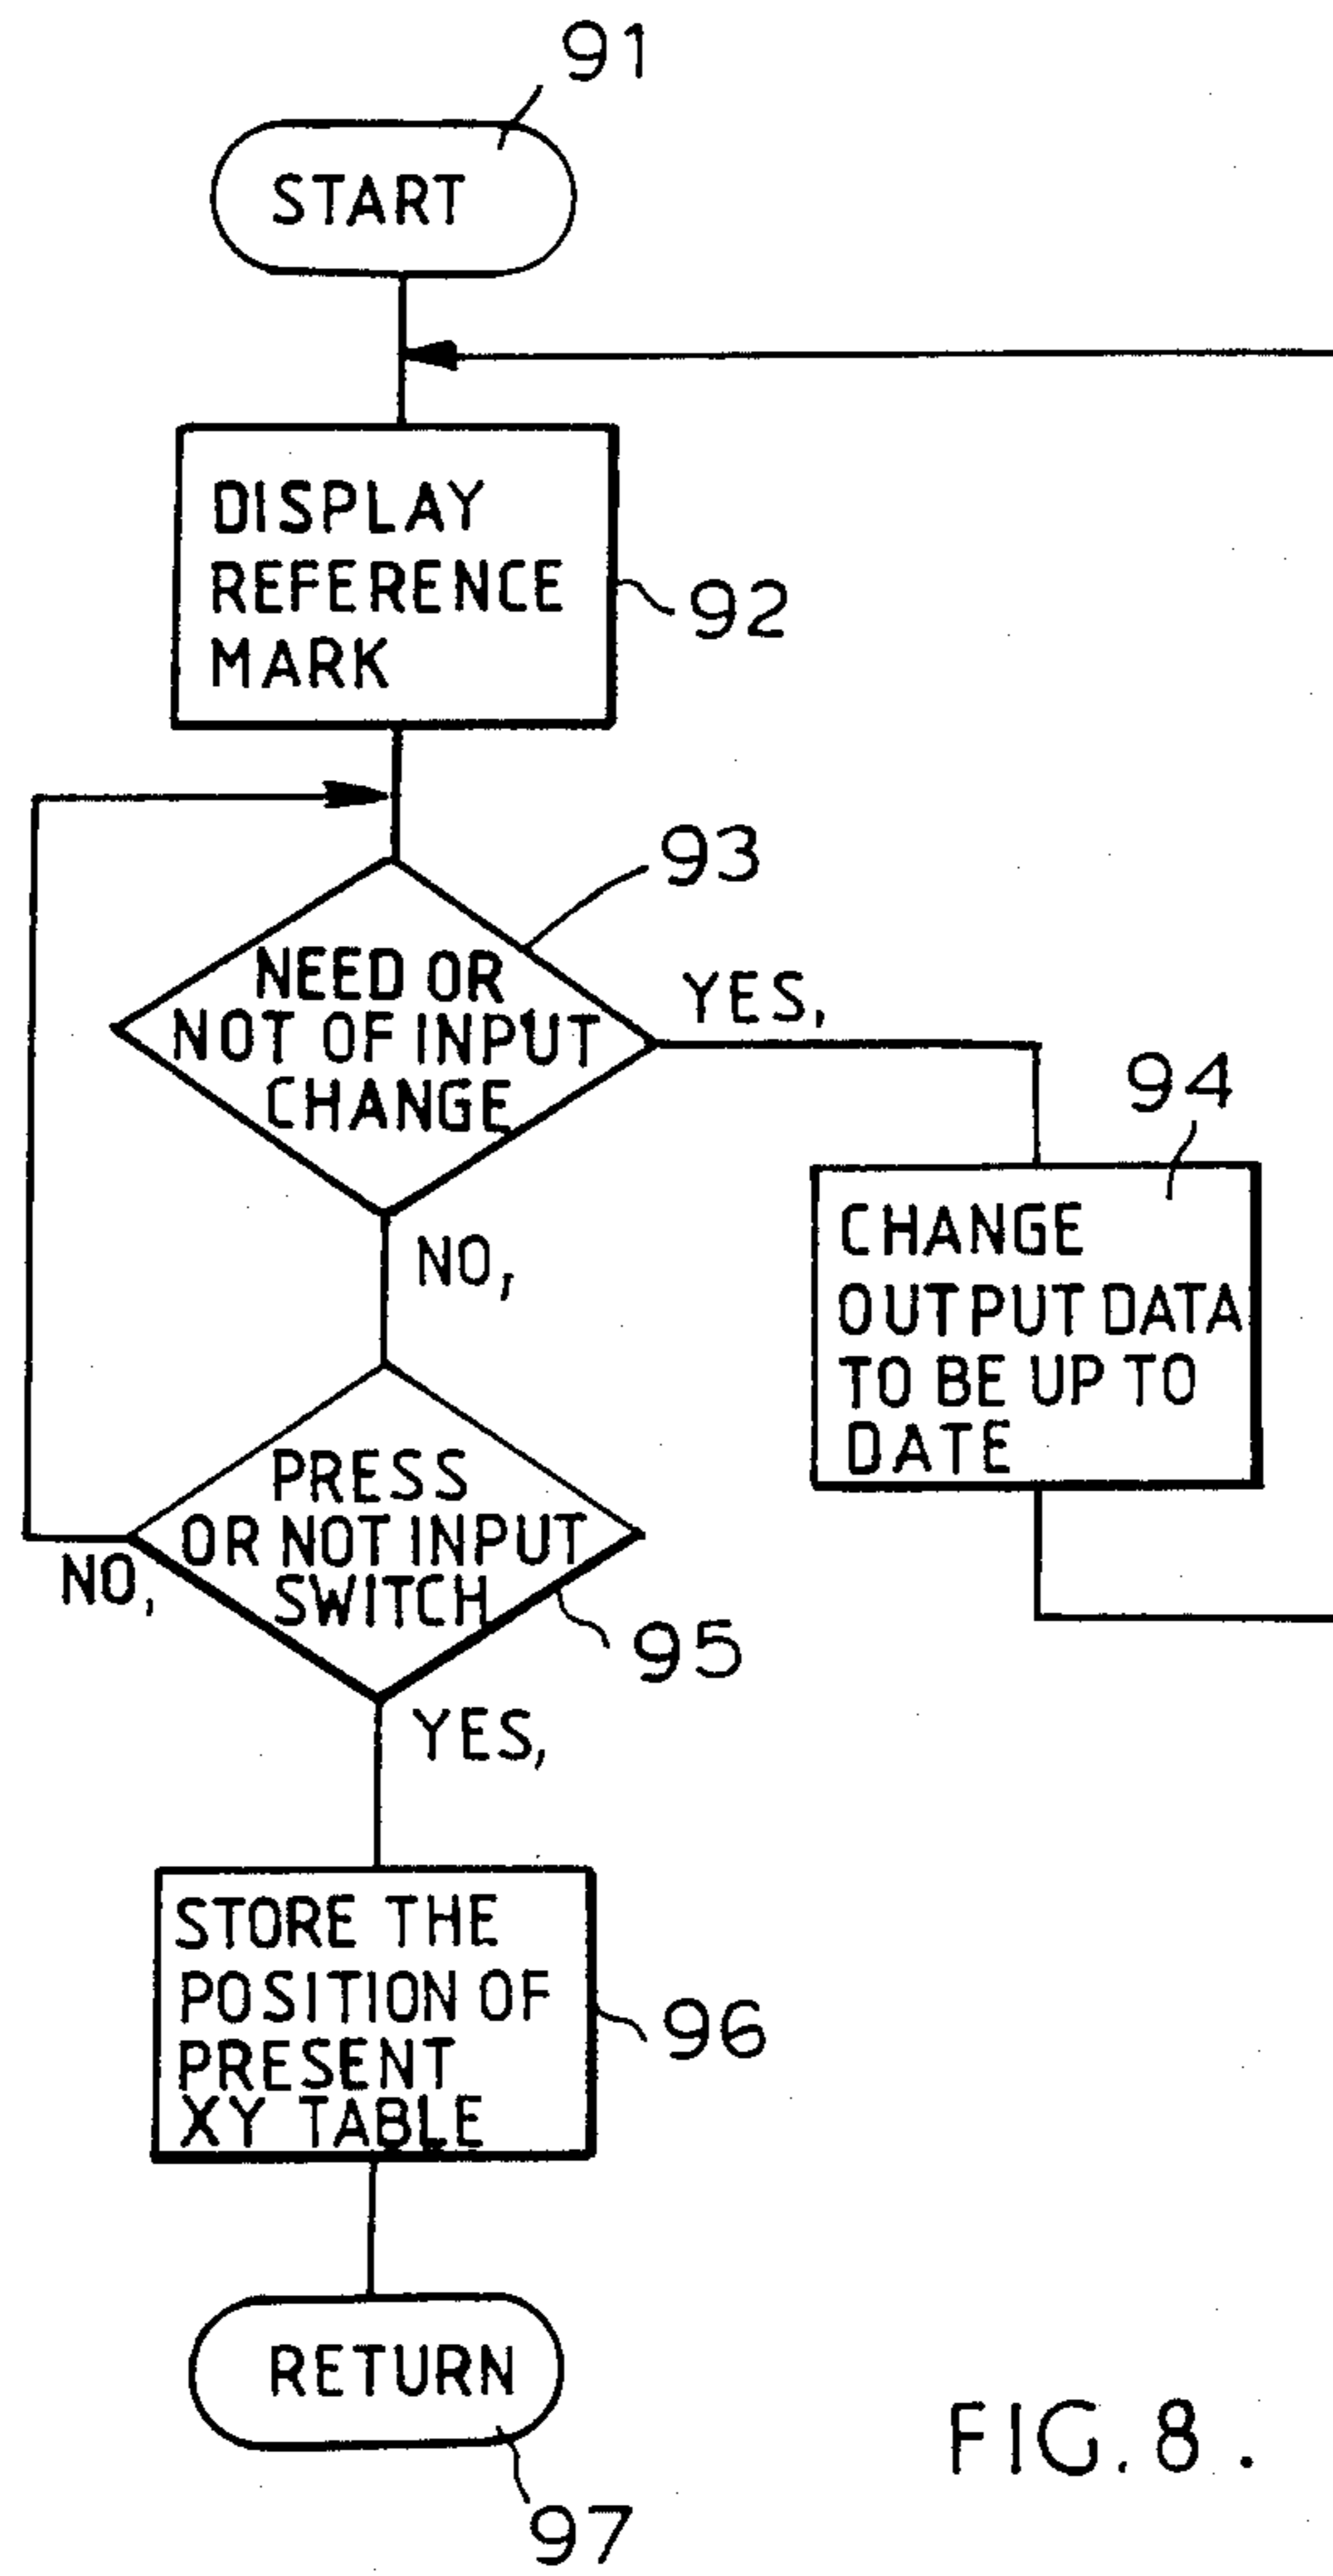 91
START
DISPLAY
REFERENCE
MARK
92
93
NEED OR
NOT OF INPUT
CHANGE
YES,
94
CHANGE
OUTPUT DATA
TO BE UP TO
DATE
NO,
PRESS
OR NOT INPUT
SWITCH
NO,
95
YES,
STORE THE
POSITION OF
PRESENT
XY TABLE
96
RETURN
97
FIG. 8.